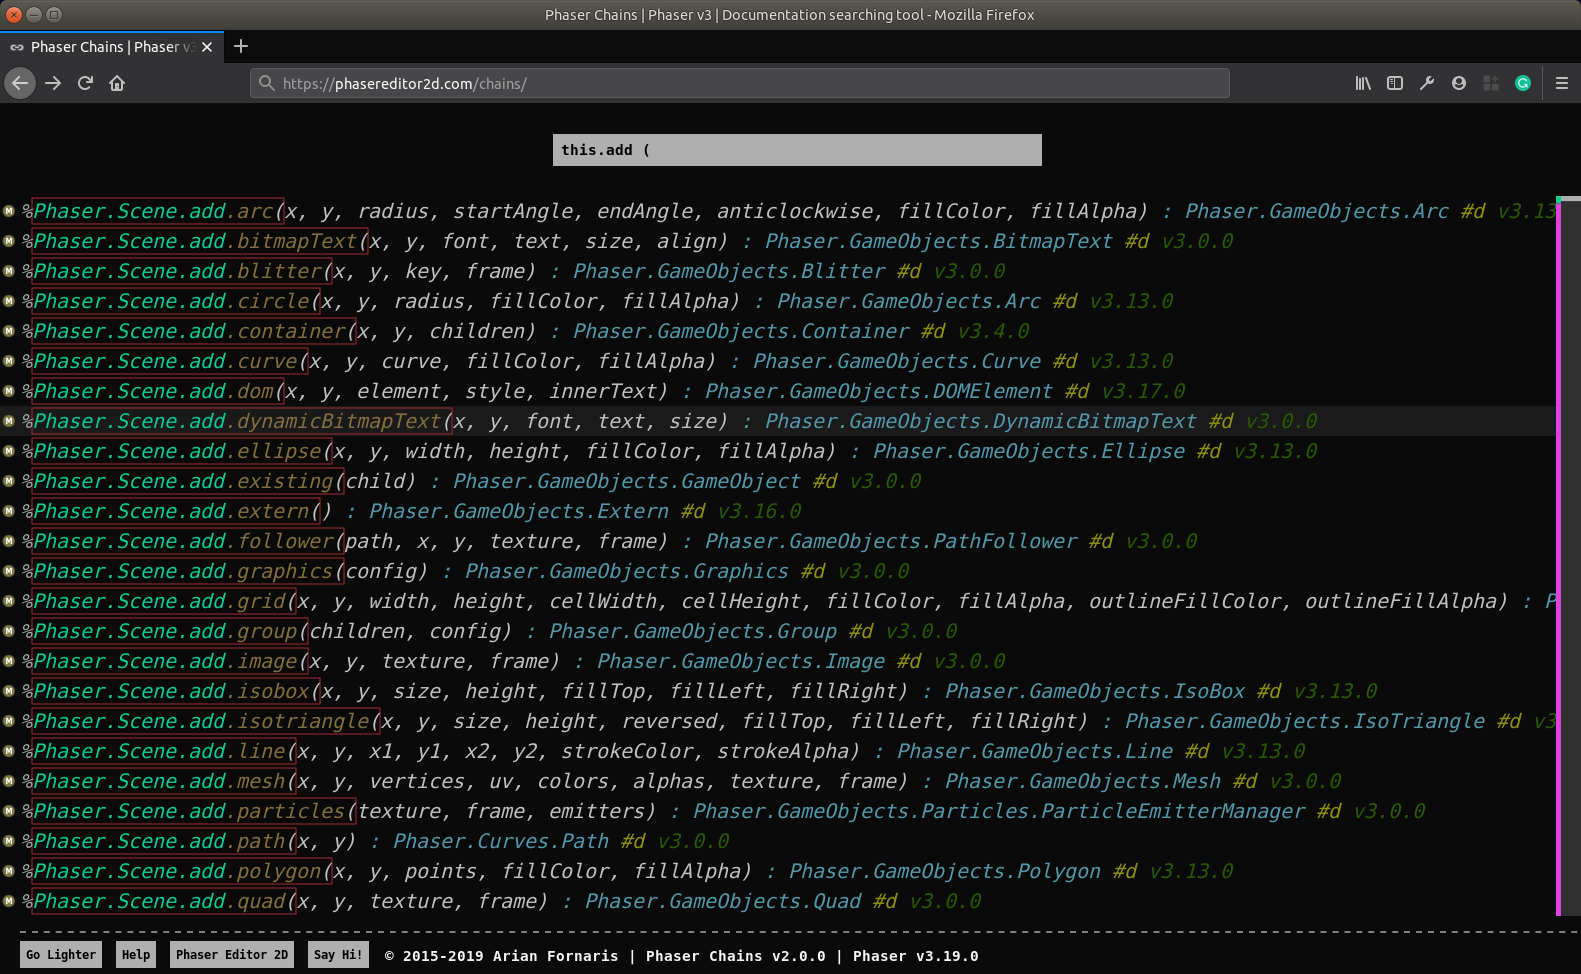 Phaser Chains | Phaser v3 | Documentation searching tool - Mozilla Firefox
Phaser Chains | Phaser v3
https://phasereditor2d.com/chains/
this.add (
M %Phaser.Scene.add.arc(x, y, radius, startAngle, endAngle, anticlockwise, fillColor, fillAlpha) : Phaser.GameObjects.Arc #d v3.13
M %Phaser.Scene.add.bitmapText(x, y, font, text, size, align) : Phaser.GameObjects.BitmapText #d v3.0.0
M %Phaser.Scene.add.blitter(x, y, key, frame) : Phaser.GameObjects.Blitter #d v3.0.0
M %Phaser.Scene.add.circle(x, y, radius, fillColor, fillAlpha) : Phaser.GameObjects.Arc #d v3.13.0
M %Phaser.Scene.add.container(x, y, children) : Phaser.GameObjects.Container #d v3.4.0
M %Phaser.Scene.add.curve(x, y, curve, fillColor, fillAlpha) : Phaser.GameObjects.Curve #d v3.13.0
M %Phaser.Scene.add.dom(x, y, element, style, innerText) : Phaser.GameObjects.DOMElement #d v3.17.0
M %Phaser.Scene.add.dynamicBitmapText(x, y, font, text, size) : Phaser.GameObjects.DynamicBitmapText #d v3.0.0
M %Phaser.Scene.add.ellipse(x, y, width, height, fillColor, fillAlpha) : Phaser.GameObjects.Ellipse #d v3.13.0
M %Phaser.Scene.add.existing(child) : Phaser.GameObjects.GameObject #d v3.0.0
M %Phaser.Scene.add.extern() : Phaser.GameObjects.Extern #d v3.16.0
M %Phaser.Scene.add.follower(path, x, y, texture, frame) : Phaser.GameObjects.PathFollower #d v3.0.0
M %Phaser.Scene.add.graphics(config) : Phaser.GameObjects.Graphics #d v3.0.0
M %Phaser.Scene.add.grid(x, y, width, height, cellWidth, cellHeight, fillColor, fillAlpha, outlineFillColor, outlineFillAlpha) : P
M %Phaser.Scene.add.group(children, config) : Phaser.GameObjects.Group #d v3.0.0
M %Phaser.Scene.add.image(x, y, texture, frame) : Phaser.GameObjects.Image #d v3.0.0
M %Phaser.Scene.add.isobox(x, y, size, height, fillTop, fillLeft, fillRight) : Phaser.GameObjects.IsoBox #d v3.13.0
M %Phaser.Scene.add.isotriangle(x, y, size, height, reversed, fillTop, fillLeft, fillRight) : Phaser.GameObjects.IsoTriangle #d v3
M %Phaser.Scene.add.line(x, y, x1, y1, x2, y2, strokeColor, strokeAlpha) : Phaser.GameObjects.Line #d v3.13.0
M %Phaser.Scene.add.mesh(x, y, vertices, uv, colors, alphas, texture, frame) : Phaser.GameObjects.Mesh #d v3.0.0
M %Phaser.Scene.add.particles(texture, frame, emitters) : Phaser.GameObjects.Particles.ParticleEmitterManager #d v3.0.0
M %Phaser.Scene.add.path(x, y) : Phaser.Curves.Path #d v3.0.0
M %Phaser.Scene.add.polygon(x, y, points, fillColor, fillAlpha) : Phaser.GameObjects.Polygon #d v3.13.0
M %Phaser.Scene.add.quad(x, y, texture, frame) : Phaser.GameObjects.Quad #d v3.0.0
Go Lighter Help Phaser Editor 2D Say Hi! © 2015-2019 Arian Fornaris | Phaser Chains v2.0.0 | Phaser v3.19.0